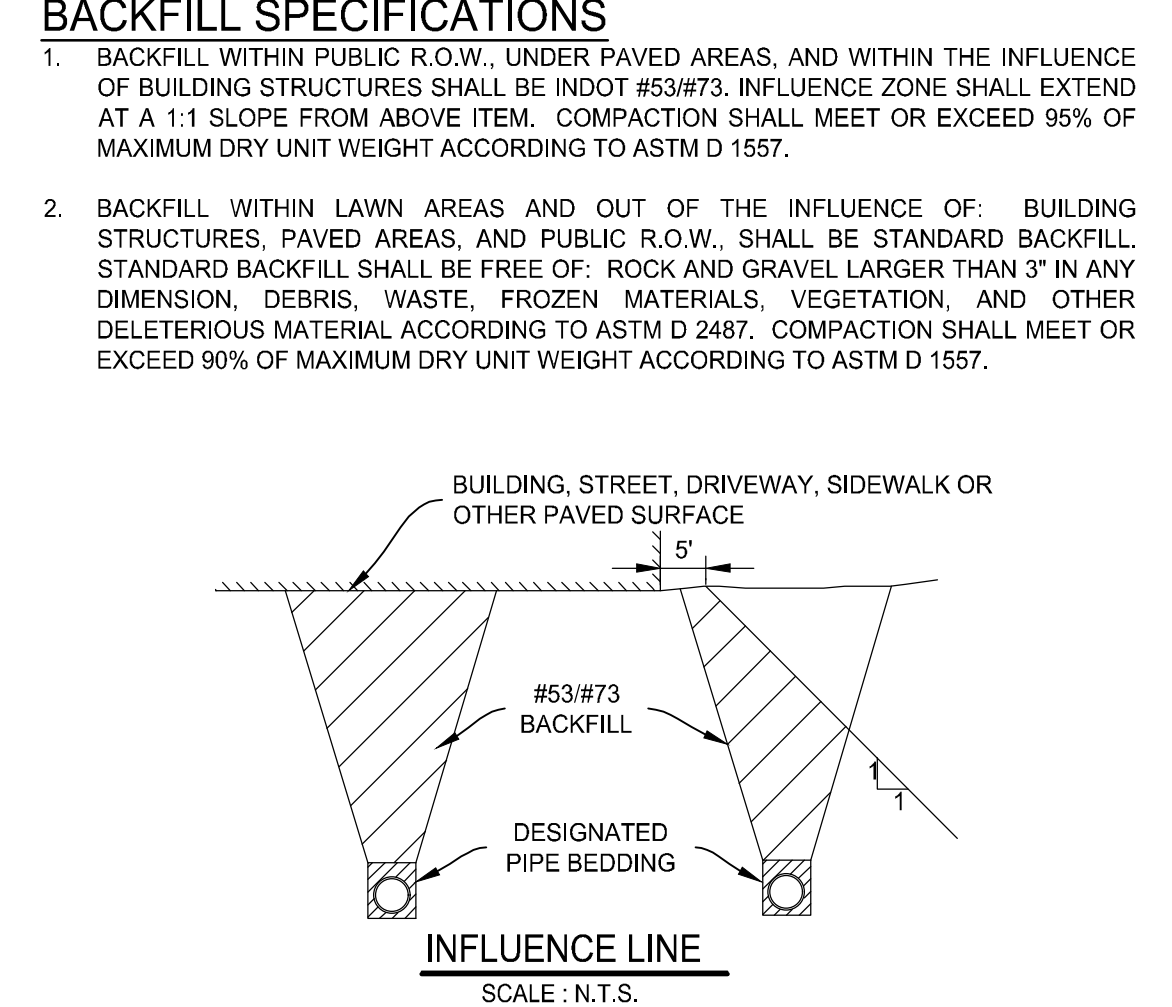 BACKFILL SPECIFICATIONS
1. BACKFILL WITHIN PUBLIC R.O.W., UNDER PAVED AREAS, AND WITHIN THE INFLUENCE
OF BUILDING STRUCTURES SHALL BE INDOT #53/#73. INFLUENCE ZONE SHALL EXTEND
AT A 1:1 SLOPE FROM ABOVE ITEM. COMPACTION SHALL MEET OR EXCEED 95% OF
MAXIMUM DRY UNIT WEIGHT ACCORDING TO ASTM D 1557.
2. BACKFILL WITHIN LAWN AREAS AND OUT OF THE INFLUENCE OF: BUILDING
STRUCTURES, PAVED AREAS, AND PUBLIC R.O.W., SHALL BE STANDARD BACKFILL.
STANDARD BACKFILL SHALL BE FREE OF: ROCK AND GRAVEL LARGER THAN 3" IN ANY
DIMENSION, DEBRIS, WASTE, FROZEN MATERIALS, VEGETATION, AND OTHER
DELETERIOUS MATERIAL ACCORDING TO ASTM D 2487. COMPACTION SHALL MEET OR
EXCEED 90% OF MAXIMUM DRY UNIT WEIGHT ACCORDING TO ASTM D 1557.
BUILDING, STREET, DRIVEWAY, SIDEWALK OR
OTHER PAVED SURFACE
5'
#53/#73
BACKFILL
1
1
DESIGNATED
PIPE BEDDING
INFLUENCE LINE
SCALE : N.T.S.